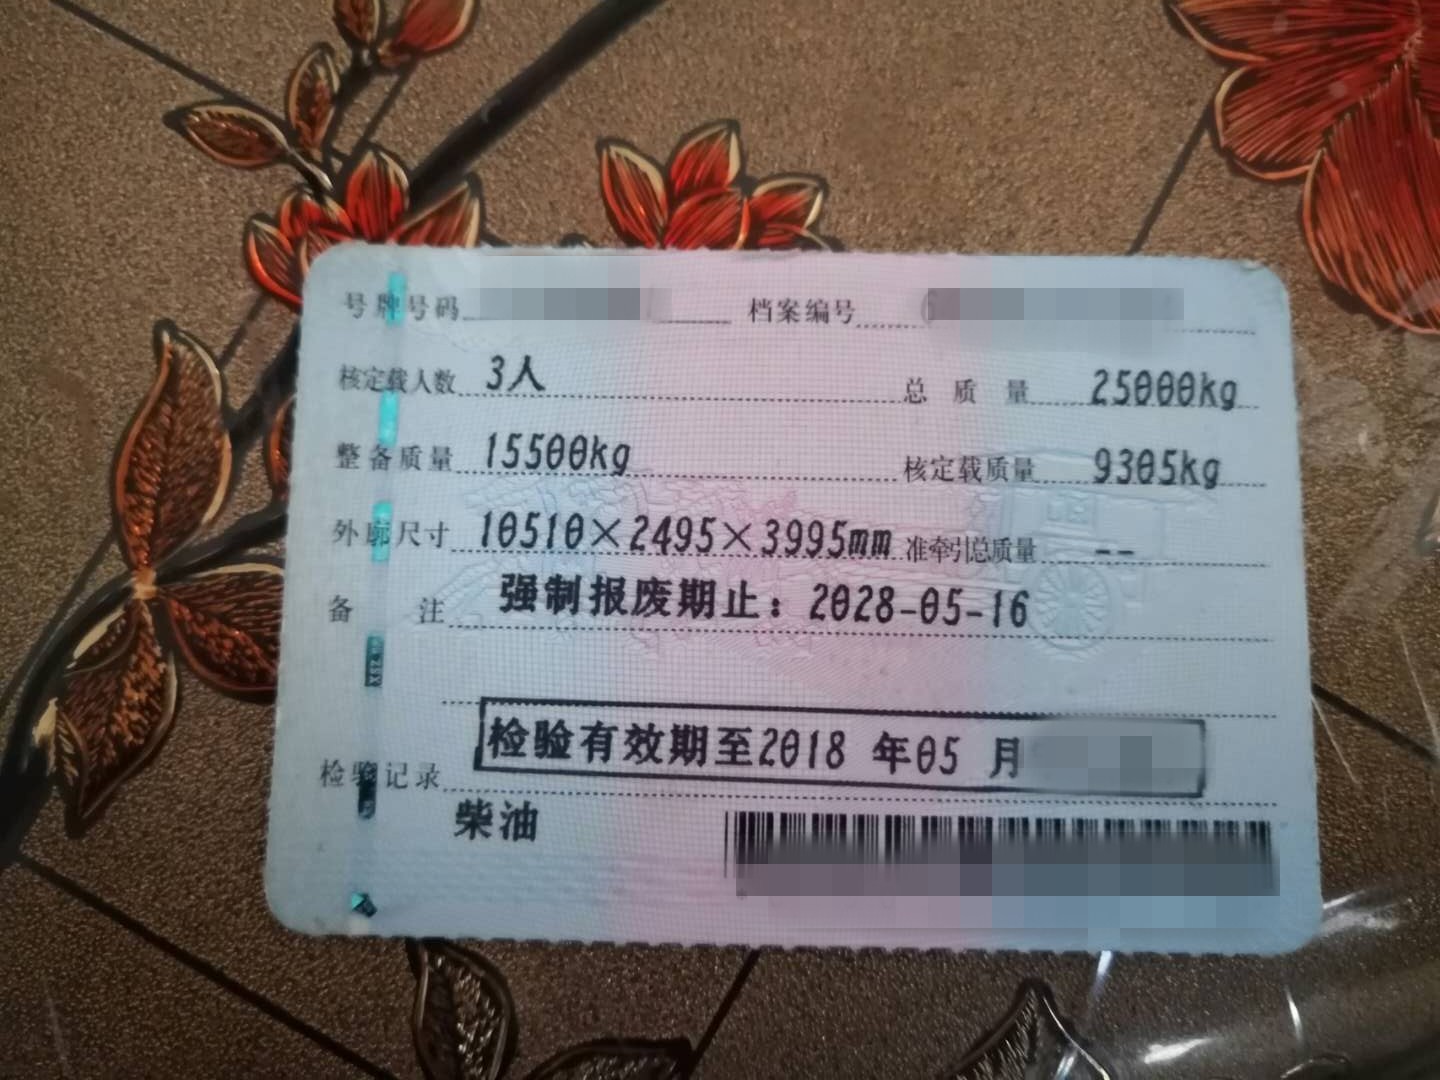 号牌号码 档案编号
核定载人数 3人 总质量 25000kg
整备质量 15500kg 核定载质量 9305kg
外廓尺寸 10510×2495×3995mm 准牵引总质量 --
备注 强制报废期止：2028-05-16
检验记录 检验有效期至2018 年05 月
柴油